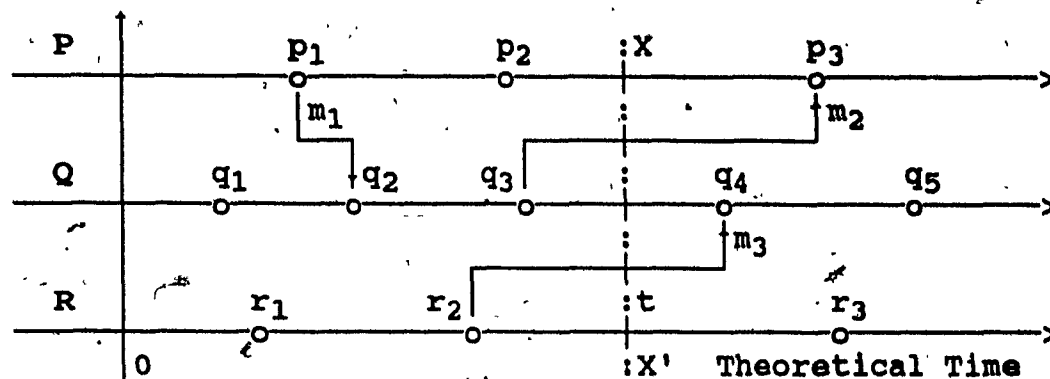 P p₁ p₂ :X p₃
m₁ m₂
Q q₁ q₂ q₃ q₄ q₅
m₃
R r₁ r₂ :t r₃
0 :X' Theoretical Time